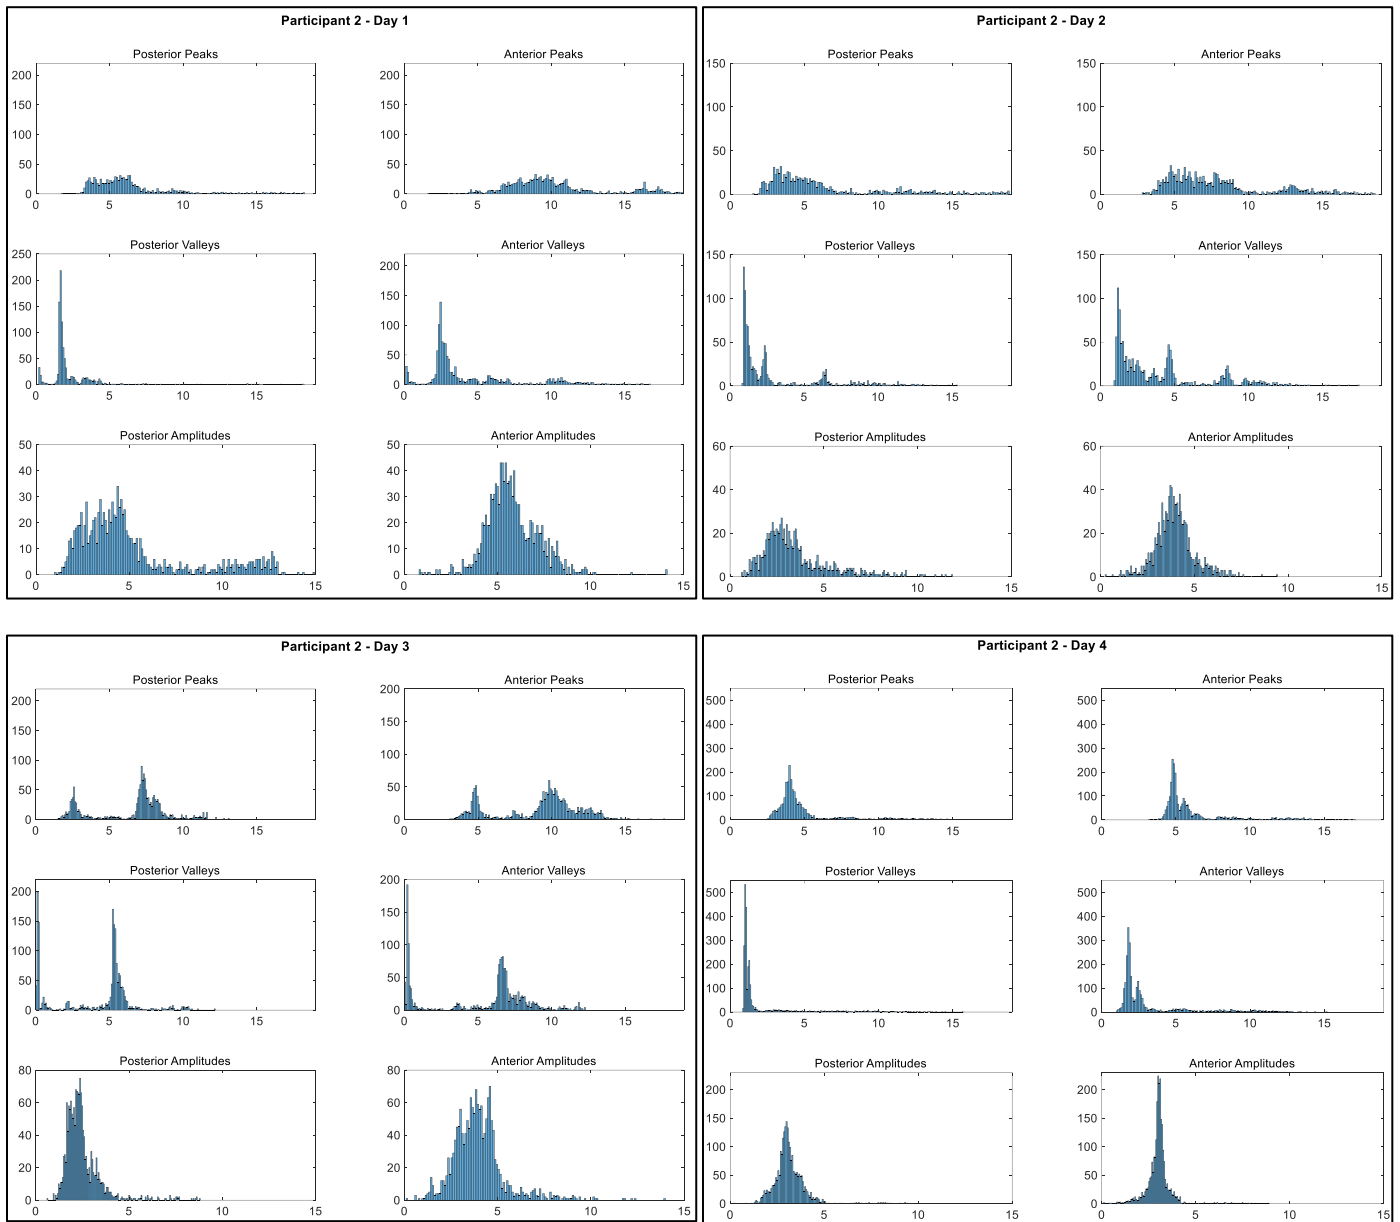 Participant 2 - Day 1
Posterior Peaks
200
150
100
50
0
0 5 10 15
Anterior Peaks
200
150
100
50
0
0 5 10 15
Posterior Valleys
250
200
150
100
50
0
0 5 10 15
Anterior Valleys
200
150
100
50
0
0 5 10 15
Posterior Amplitudes
50
40
30
20
10
0
0 5 10 15
Anterior Amplitudes
50
40
30
20
10
0
0 5 10 15
Participant 2 - Day 2
Posterior Peaks
150
100
50
0
0 5 10 15
Anterior Peaks
150
100
50
0
0 5 10 15
Posterior Valleys
150
100
50
0
0 5 10 15
Anterior Valleys
150
100
50
0
0 5 10 15
Posterior Amplitudes
60
40
20
0
0 5 10 15
Anterior Amplitudes
60
40
20
0
0 5 10 15
Participant 2 - Day 3
Posterior Peaks
200
150
100
50
0
0 5 10 15
Anterior Peaks
200
150
100
50
0
0 5 10 15
Posterior Valleys
200
150
100
50
0
0 5 10 15
Anterior Valleys
200
150
100
50
0
0 5 10 15
Posterior Amplitudes
80
60
40
20
0
0 5 10 15
Anterior Amplitudes
80
60
40
20
0
0 5 10 15
Participant 2 - Day 4
Posterior Peaks
500
400
300
200
100
0
0 5 10 15
Anterior Peaks
500
400
300
200
100
0
0 5 10 15
Posterior Valleys
500
400
300
200
100
0
0 5 10 15
Anterior Valleys
500
400
300
200
100
0
0 5 10 15
Posterior Amplitudes
200
150
100
50
0
0 5 10 15
Anterior Amplitudes
200
150
100
50
0
0 5 10 15